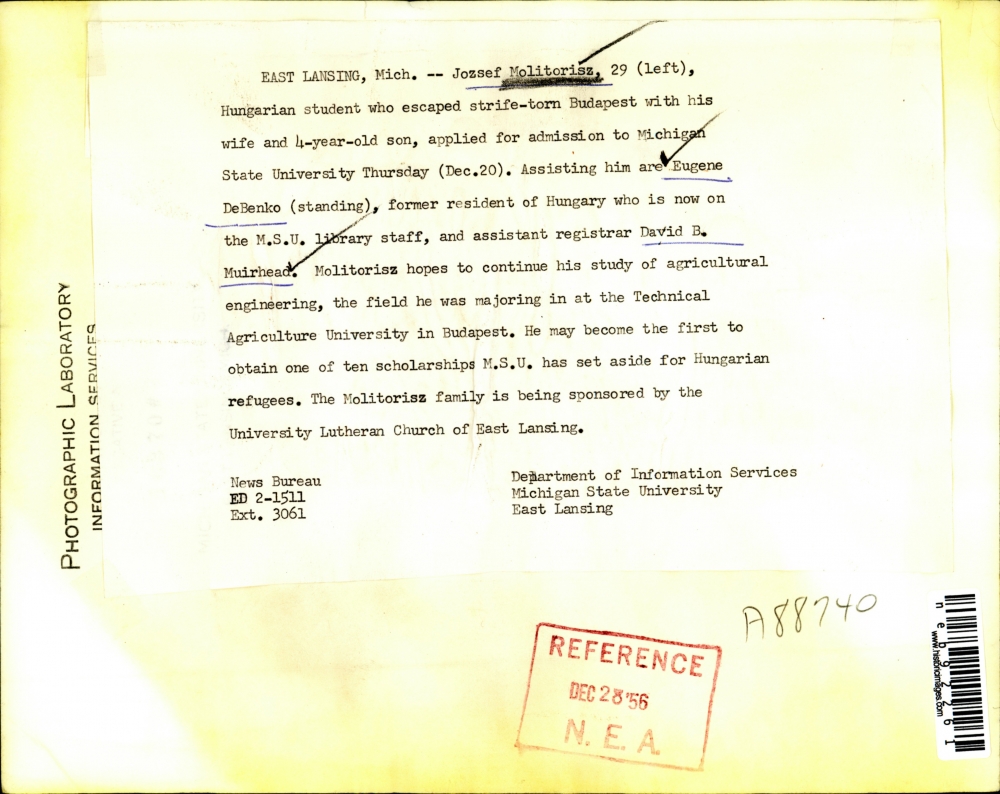 EAST LANSING, Mich. -- Jozsef Molitorisz, 29 (left),
Hungarian student who escaped strife-torn Budapest with his
wife and 4-year-old son, applied for admission to Michigan
State University Thursday (Dec.20). Assisting him are Eugene
DeBenko (standing), former resident of Hungary who is now on
the M.S.U. library staff, and assistant registrar David B.
Muirhead. Molitorisz hopes to continue his study of agricultural
engineering, the field he was majoring in at the Technical
Agriculture University in Budapest. He may become the first to
obtain one of ten scholarships M.S.U. has set aside for Hungarian
refugees. The Molitorisz family is being sponsored by the
University Lutheran Church of East Lansing.
News Bureau
ED 2-1511
Ext. 3061
Department of Information Services
Michigan State University
East Lansing
PHOTOGRAPHIC LABORATORY
INFORMATION SERVICES
A88740
REFERENCE
DEC 28 '56
N. E. A.
www.historicimages.com
neb92261